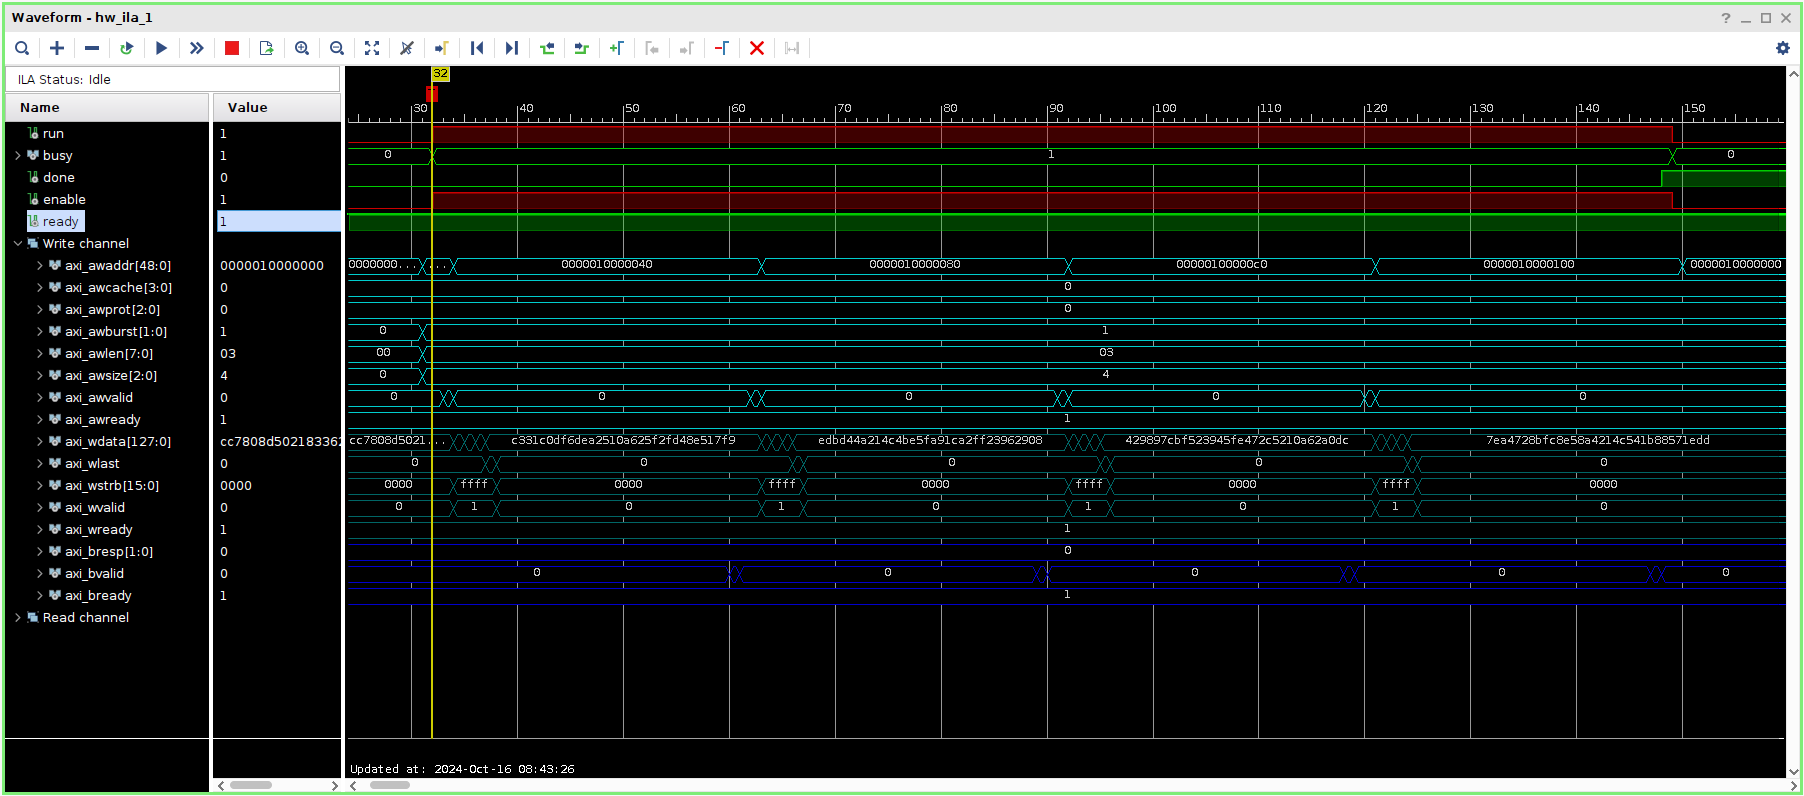 Waveform - hw_ila_1
ILA Status: Idle
Name Value
32
30 40 50 60 70 80 90 100 110 120 130 140 150
run 1
busy 1 0 1 0
done 0
enable 1
ready 1
Write channel
axi_awaddr[48:0] 0000010000000 0000000... ... 0000010000040 0000010000080 00000100000c0 0000010000100 0000010000000
axi_awcache[3:0] 0 0
axi_awprot[2:0] 0 0
axi_awburst[1:0] 1 0 1
axi_awlen[7:0] 03 00 03
axi_awsize[2:0] 4 0 4
axi_awvalid 0 0 0 0 0 0
axi_awready 1 1
axi_wdata[127:0] cc7808d502183362 cc7808d5021... c331c0df6dea2510a625f2fd48e517f9 edbd44a214c4be5fa91ca2ff23962908 429897cbf523945fe472c5210a62a0dc 7ea4728bfc8e58a4214c541b88571edd
axi_wlast 0 0 0 0 0 0
axi_wstrb[15:0] 0000 0000 ffff 0000 ffff 0000 ffff 0000 ffff 0000
axi_wvalid 0 0 1 0 1 0 1 0 1 0
axi_wready 1 1
axi_bresp[1:0] 0 0
axi_bvalid 0 0 0 0 0 0
axi_bready 1 1
Read channel
Updated at: 2024-Oct-16 08:43:26